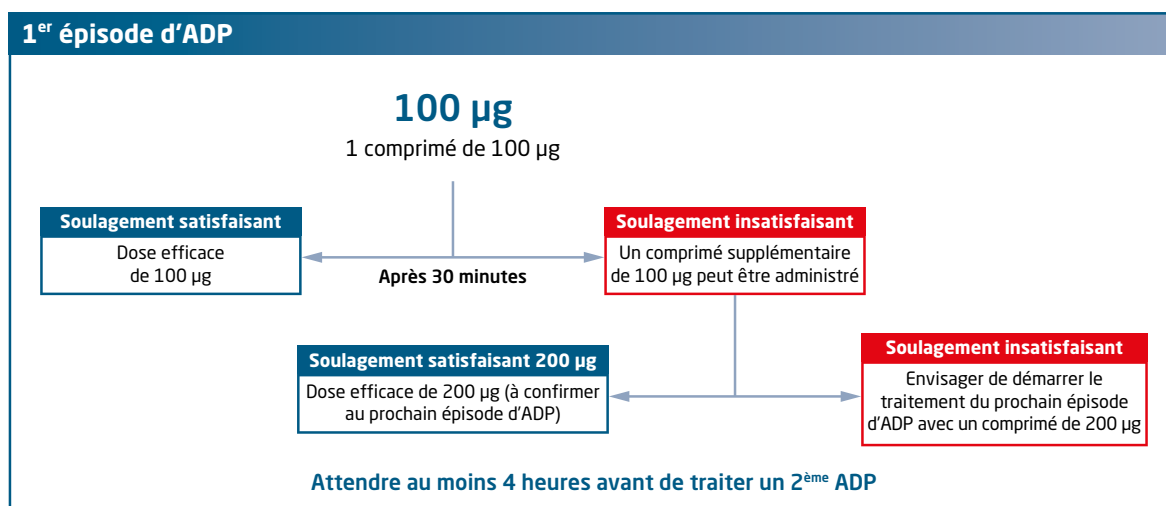 1er épisode d'ADP
100 µg
1 comprimé de 100 µg
Soulagement satisfaisant
Dose efficace
de 100 µg
Après 30 minutes
Soulagement insatisfaisant
Un comprimé supplémentaire
de 100 µg peut être administré
Soulagement satisfaisant 200 µg
Dose efficace de 200 µg (à confirmer
au prochain épisode d'ADP)
Soulagement insatisfaisant
Envisager de démarrer le
traitement du prochain épisode
d'ADP avec un comprimé de 200 µg
Attendre au moins 4 heures avant de traiter un 2ème ADP